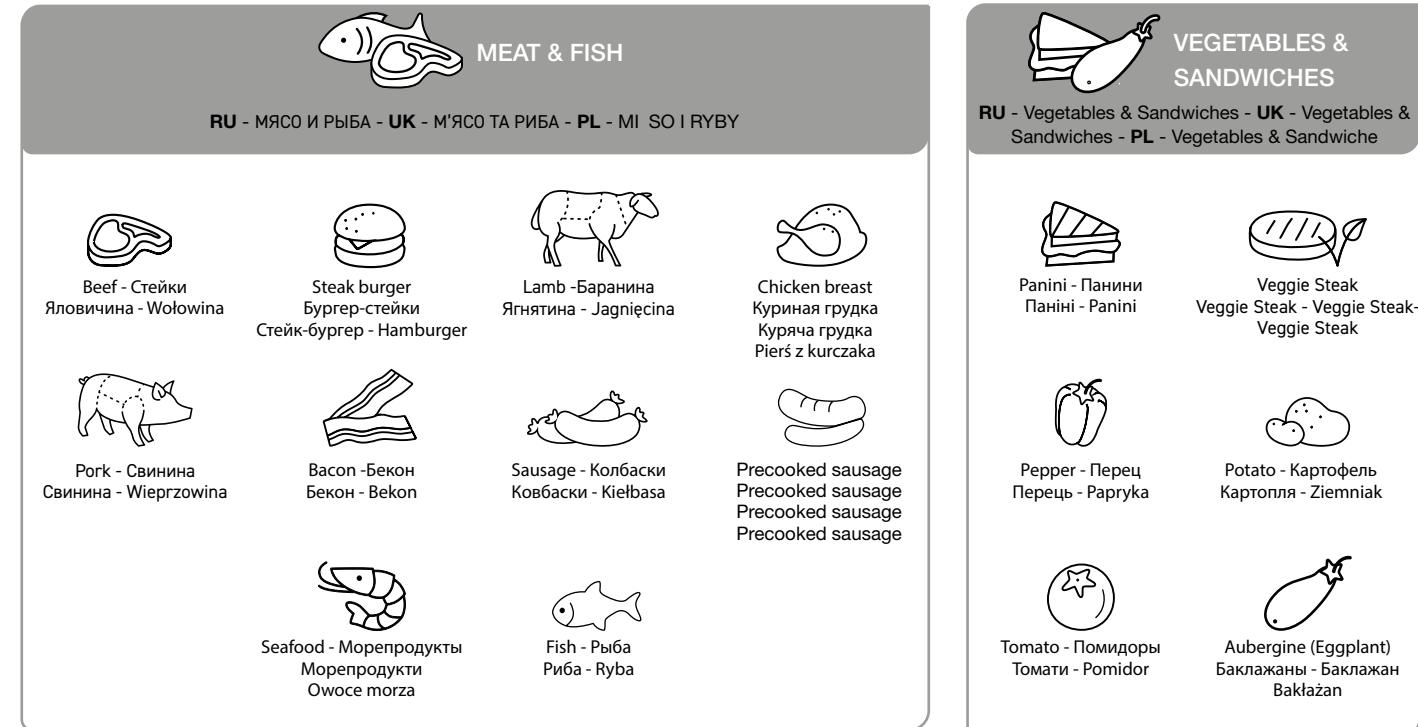 MEAT & FISH
RU - МЯСО И РЫБА - UK - М'ЯСО ТА РИБА - PL - MI SO I RYBY
Beef - Стейки
Яловичина - Wołowina
Steak burger
Бургер-стейки
Стейк-бургер - Hamburger
Lamb -Баранина
Ягнятина - Jagnięcina
Chicken breast
Куриная грудка
Куряча грудка
Pierś z kurczaka
Pork - Свинина
Свинина - Wieprzowina
Bacon -Бекон
Бекон - Bekon
Sausage - Колбаски
Ковбаски - Kiełbasa
Precooked sausage
Precooked sausage
Precooked sausage
Precooked sausage
Seafood - Морепродукты
Морепродукти
Owoce morza
Fish - Рыба
Риба - Ryba
VEGETABLES &
SANDWICHES
RU - Vegetables & Sandwiches - UK - Vegetables &
Sandwiches - PL - Vegetables & Sandwiche
Panini - Панини
Паніні - Panini
Veggie Steak
Veggie Steak - Veggie Steak-
Veggie Steak
Pepper - Перец
Перець - Papryka
Potato - Картофель
Картопля - Ziemniak
Tomato - Помидоры
Томати - Pomidor
Aubergine (Eggplant)
Баклажаны - Баклажан
Bakłażan